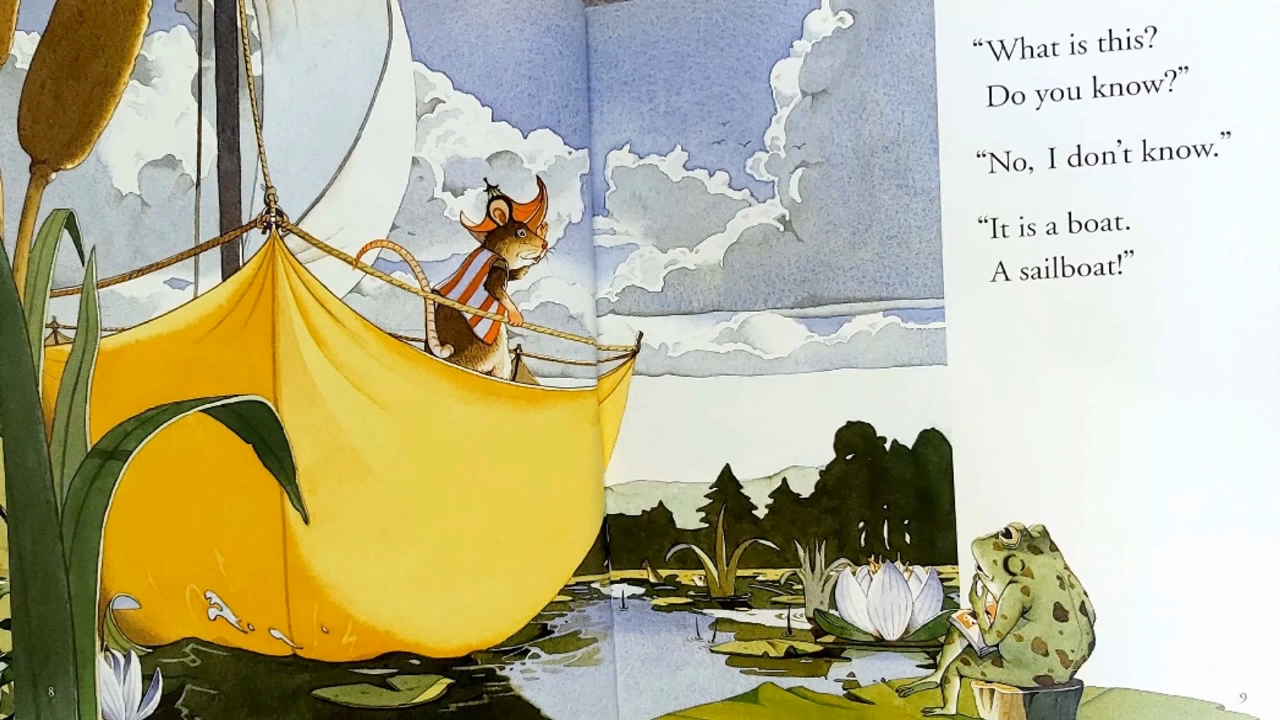 “What is this?
Do you know?”
“No, I don’t know.”
“It is a boat.
A sailboat!”
8
9